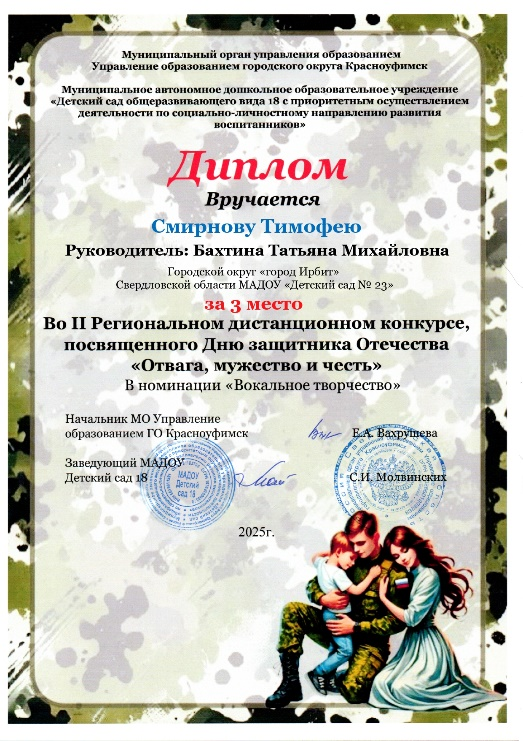 Муниципальный орган управления образованием
Управление образованием городского округа Красноуфимск
Муниципальное автономное дошкольное образовательное учреждение
«Детский сад общеразвивающего вида 18 с приоритетным осуществлением
деятельности по социально-личностному направлению развития
воспитанников»
Диплом
Вручается
Смирнову Тимофею
Руководитель: Бахтина Татьяна Михайловна
Городской округ «город Ирбит»
Свердловской области МАДОУ «Детский сад № 23»
за 3 место
Во II Региональном дистанционном конкурсе,
посвященного Дню защитника Отечества
«Отвага, мужество и честь»
В номинации «Вокальное творчество»
Начальник МО Управление
образованием ГО Красноуфимск Е.А. Вахрушева
Заведующий МАДОУ
Детский сад 18 С.И. Молвинских
МАДОУ
Детский
сад 18
2025г.